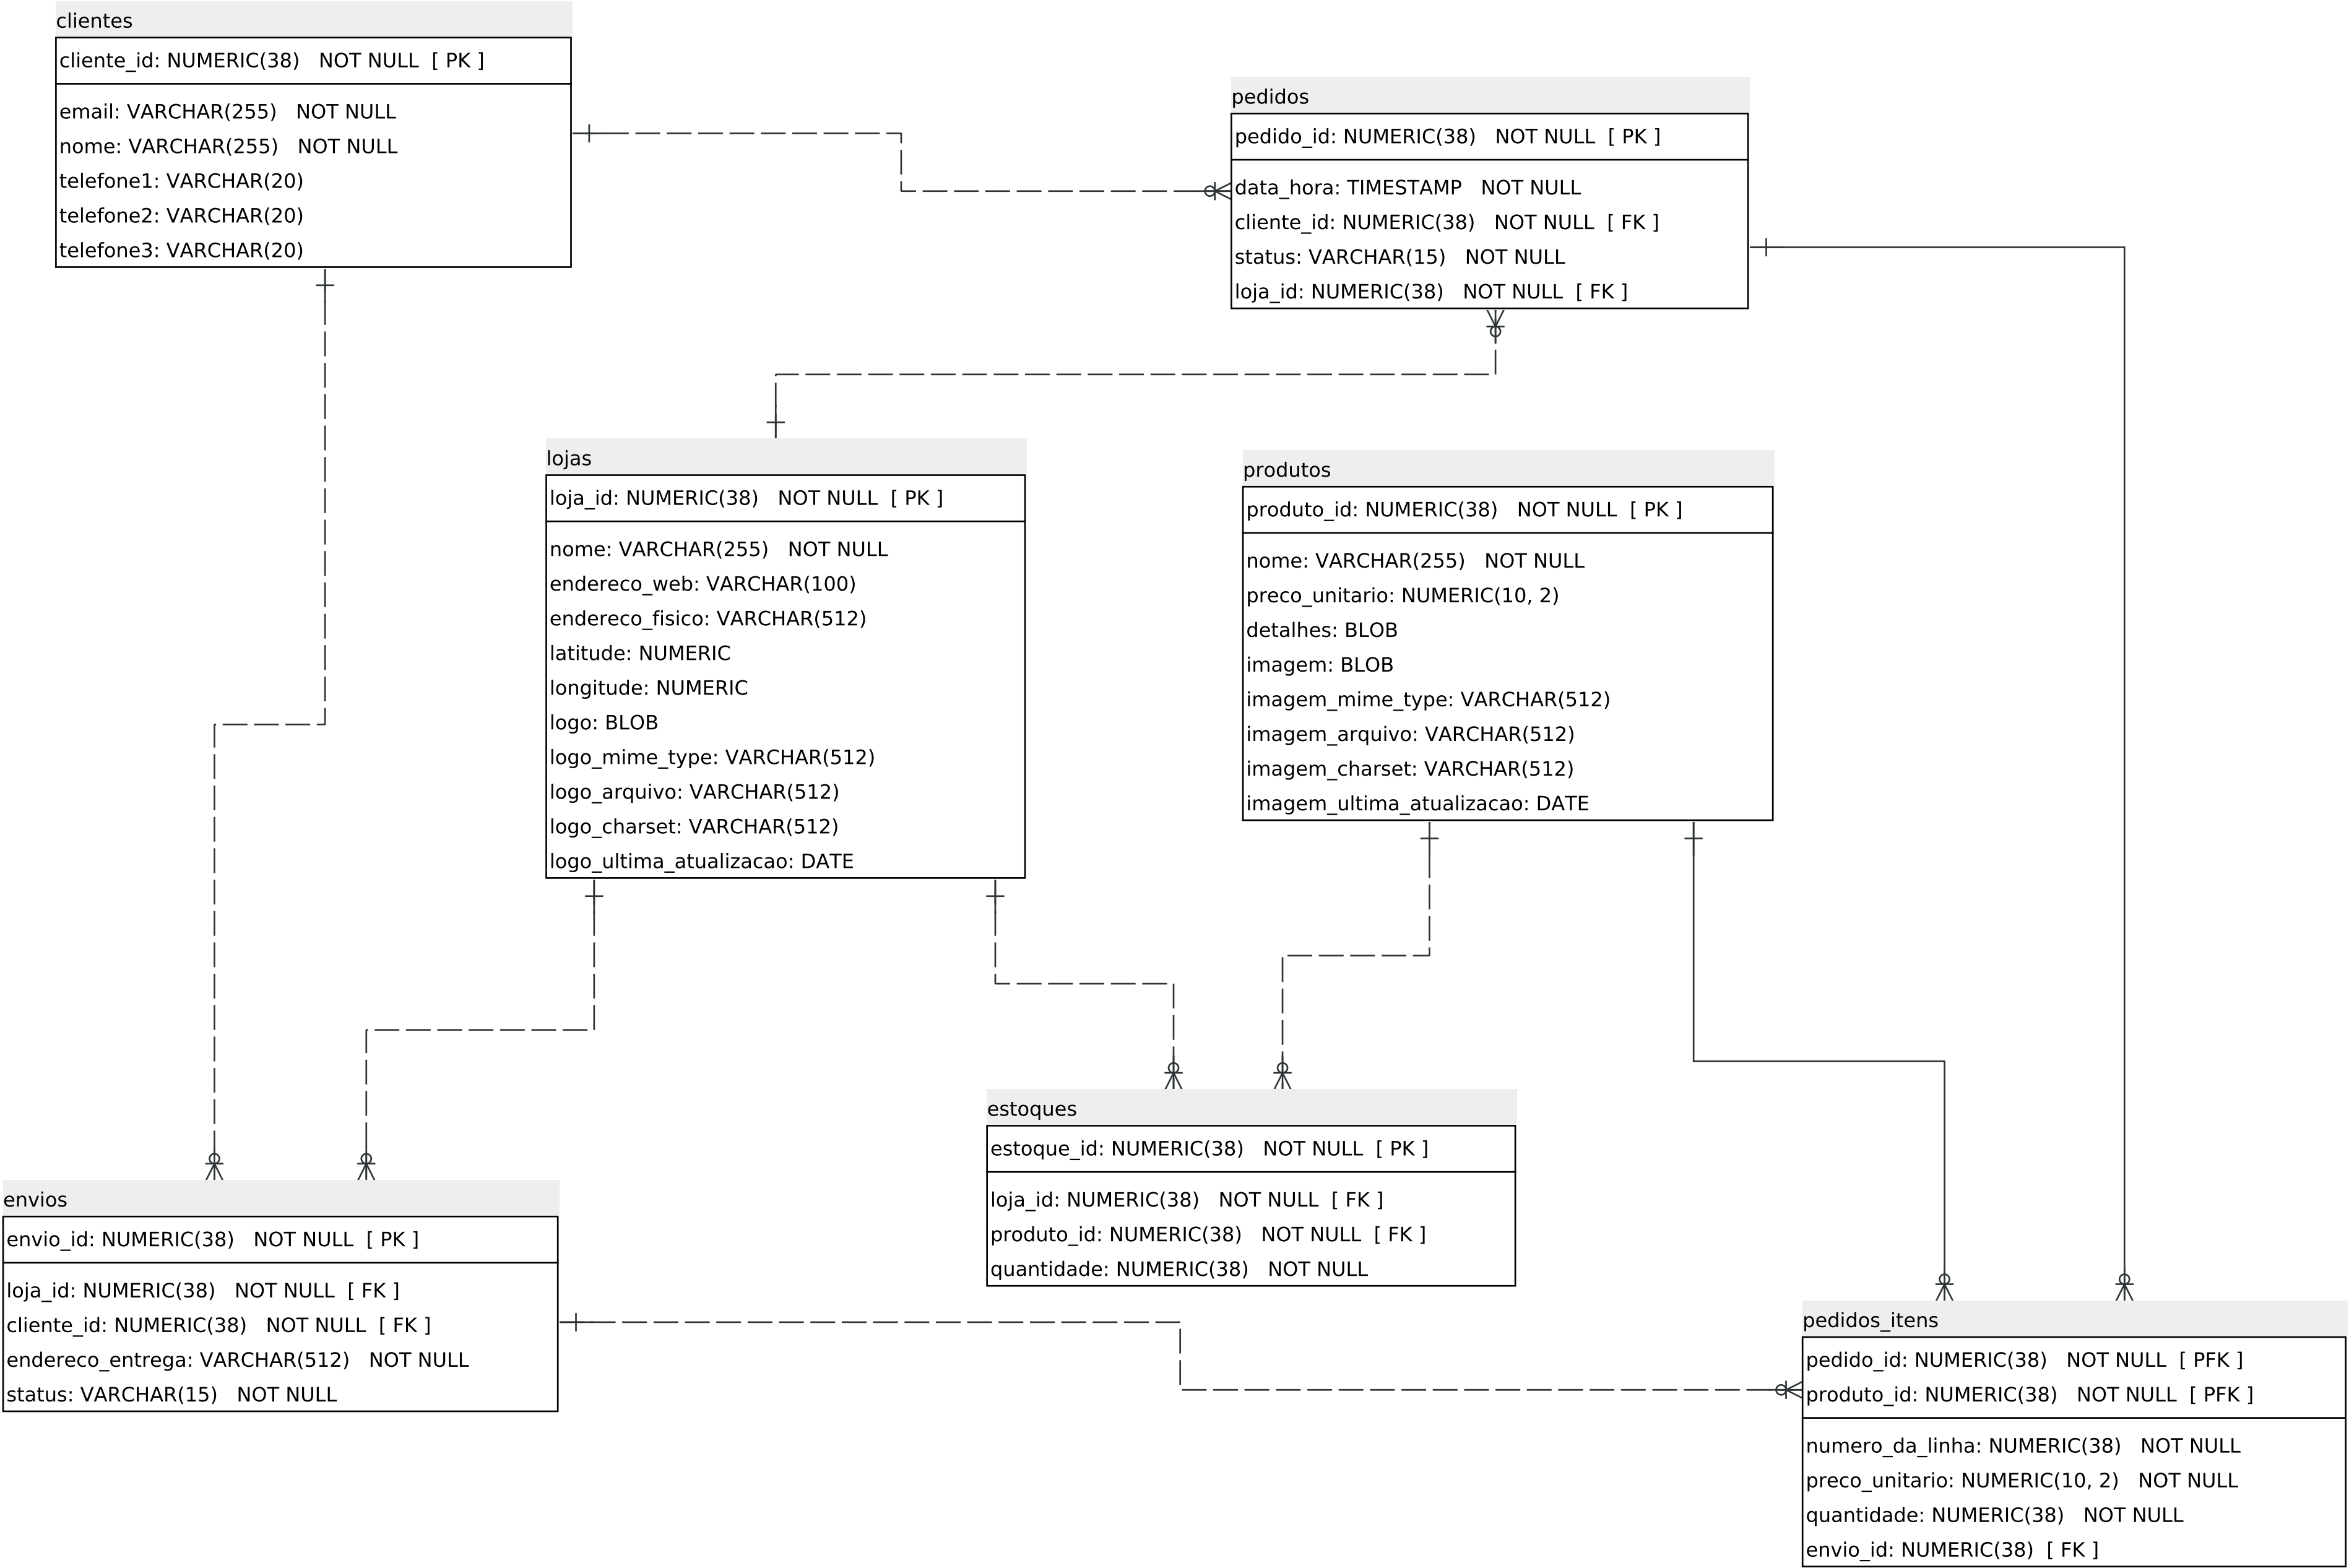 clientes
cliente_id: NUMERIC(38) NOT NULL [ PK ]
email: VARCHAR(255) NOT NULL
nome: VARCHAR(255) NOT NULL
telefone1: VARCHAR(20)
telefone2: VARCHAR(20)
telefone3: VARCHAR(20)
pedidos
pedido_id: NUMERIC(38) NOT NULL [ PK ]
data_hora: TIMESTAMP NOT NULL
cliente_id: NUMERIC(38) NOT NULL [ FK ]
status: VARCHAR(15) NOT NULL
loja_id: NUMERIC(38) NOT NULL [ FK ]
lojas
loja_id: NUMERIC(38) NOT NULL [ PK ]
nome: VARCHAR(255) NOT NULL
endereco_web: VARCHAR(100)
endereco_fisico: VARCHAR(512)
latitude: NUMERIC
longitude: NUMERIC
logo: BLOB
logo_mime_type: VARCHAR(512)
logo_arquivo: VARCHAR(512)
logo_charset: VARCHAR(512)
logo_ultima_atualizacao: DATE
produtos
produto_id: NUMERIC(38) NOT NULL [ PK ]
nome: VARCHAR(255) NOT NULL
preco_unitario: NUMERIC(10, 2)
detalhes: BLOB
imagem: BLOB
imagem_mime_type: VARCHAR(512)
imagem_arquivo: VARCHAR(512)
imagem_charset: VARCHAR(512)
imagem_ultima_atualizacao: DATE
estoques
estoque_id: NUMERIC(38) NOT NULL [ PK ]
loja_id: NUMERIC(38) NOT NULL [ FK ]
produto_id: NUMERIC(38) NOT NULL [ FK ]
quantidade: NUMERIC(38) NOT NULL
envios
envio_id: NUMERIC(38) NOT NULL [ PK ]
loja_id: NUMERIC(38) NOT NULL [ FK ]
cliente_id: NUMERIC(38) NOT NULL [ FK ]
endereco_entrega: VARCHAR(512) NOT NULL
status: VARCHAR(15) NOT NULL
pedidos_itens
pedido_id: NUMERIC(38) NOT NULL [ PFK ]
produto_id: NUMERIC(38) NOT NULL [ PFK ]
numero_da_linha: NUMERIC(38) NOT NULL
preco_unitario: NUMERIC(10, 2) NOT NULL
quantidade: NUMERIC(38) NOT NULL
envio_id: NUMERIC(38) [ FK ]